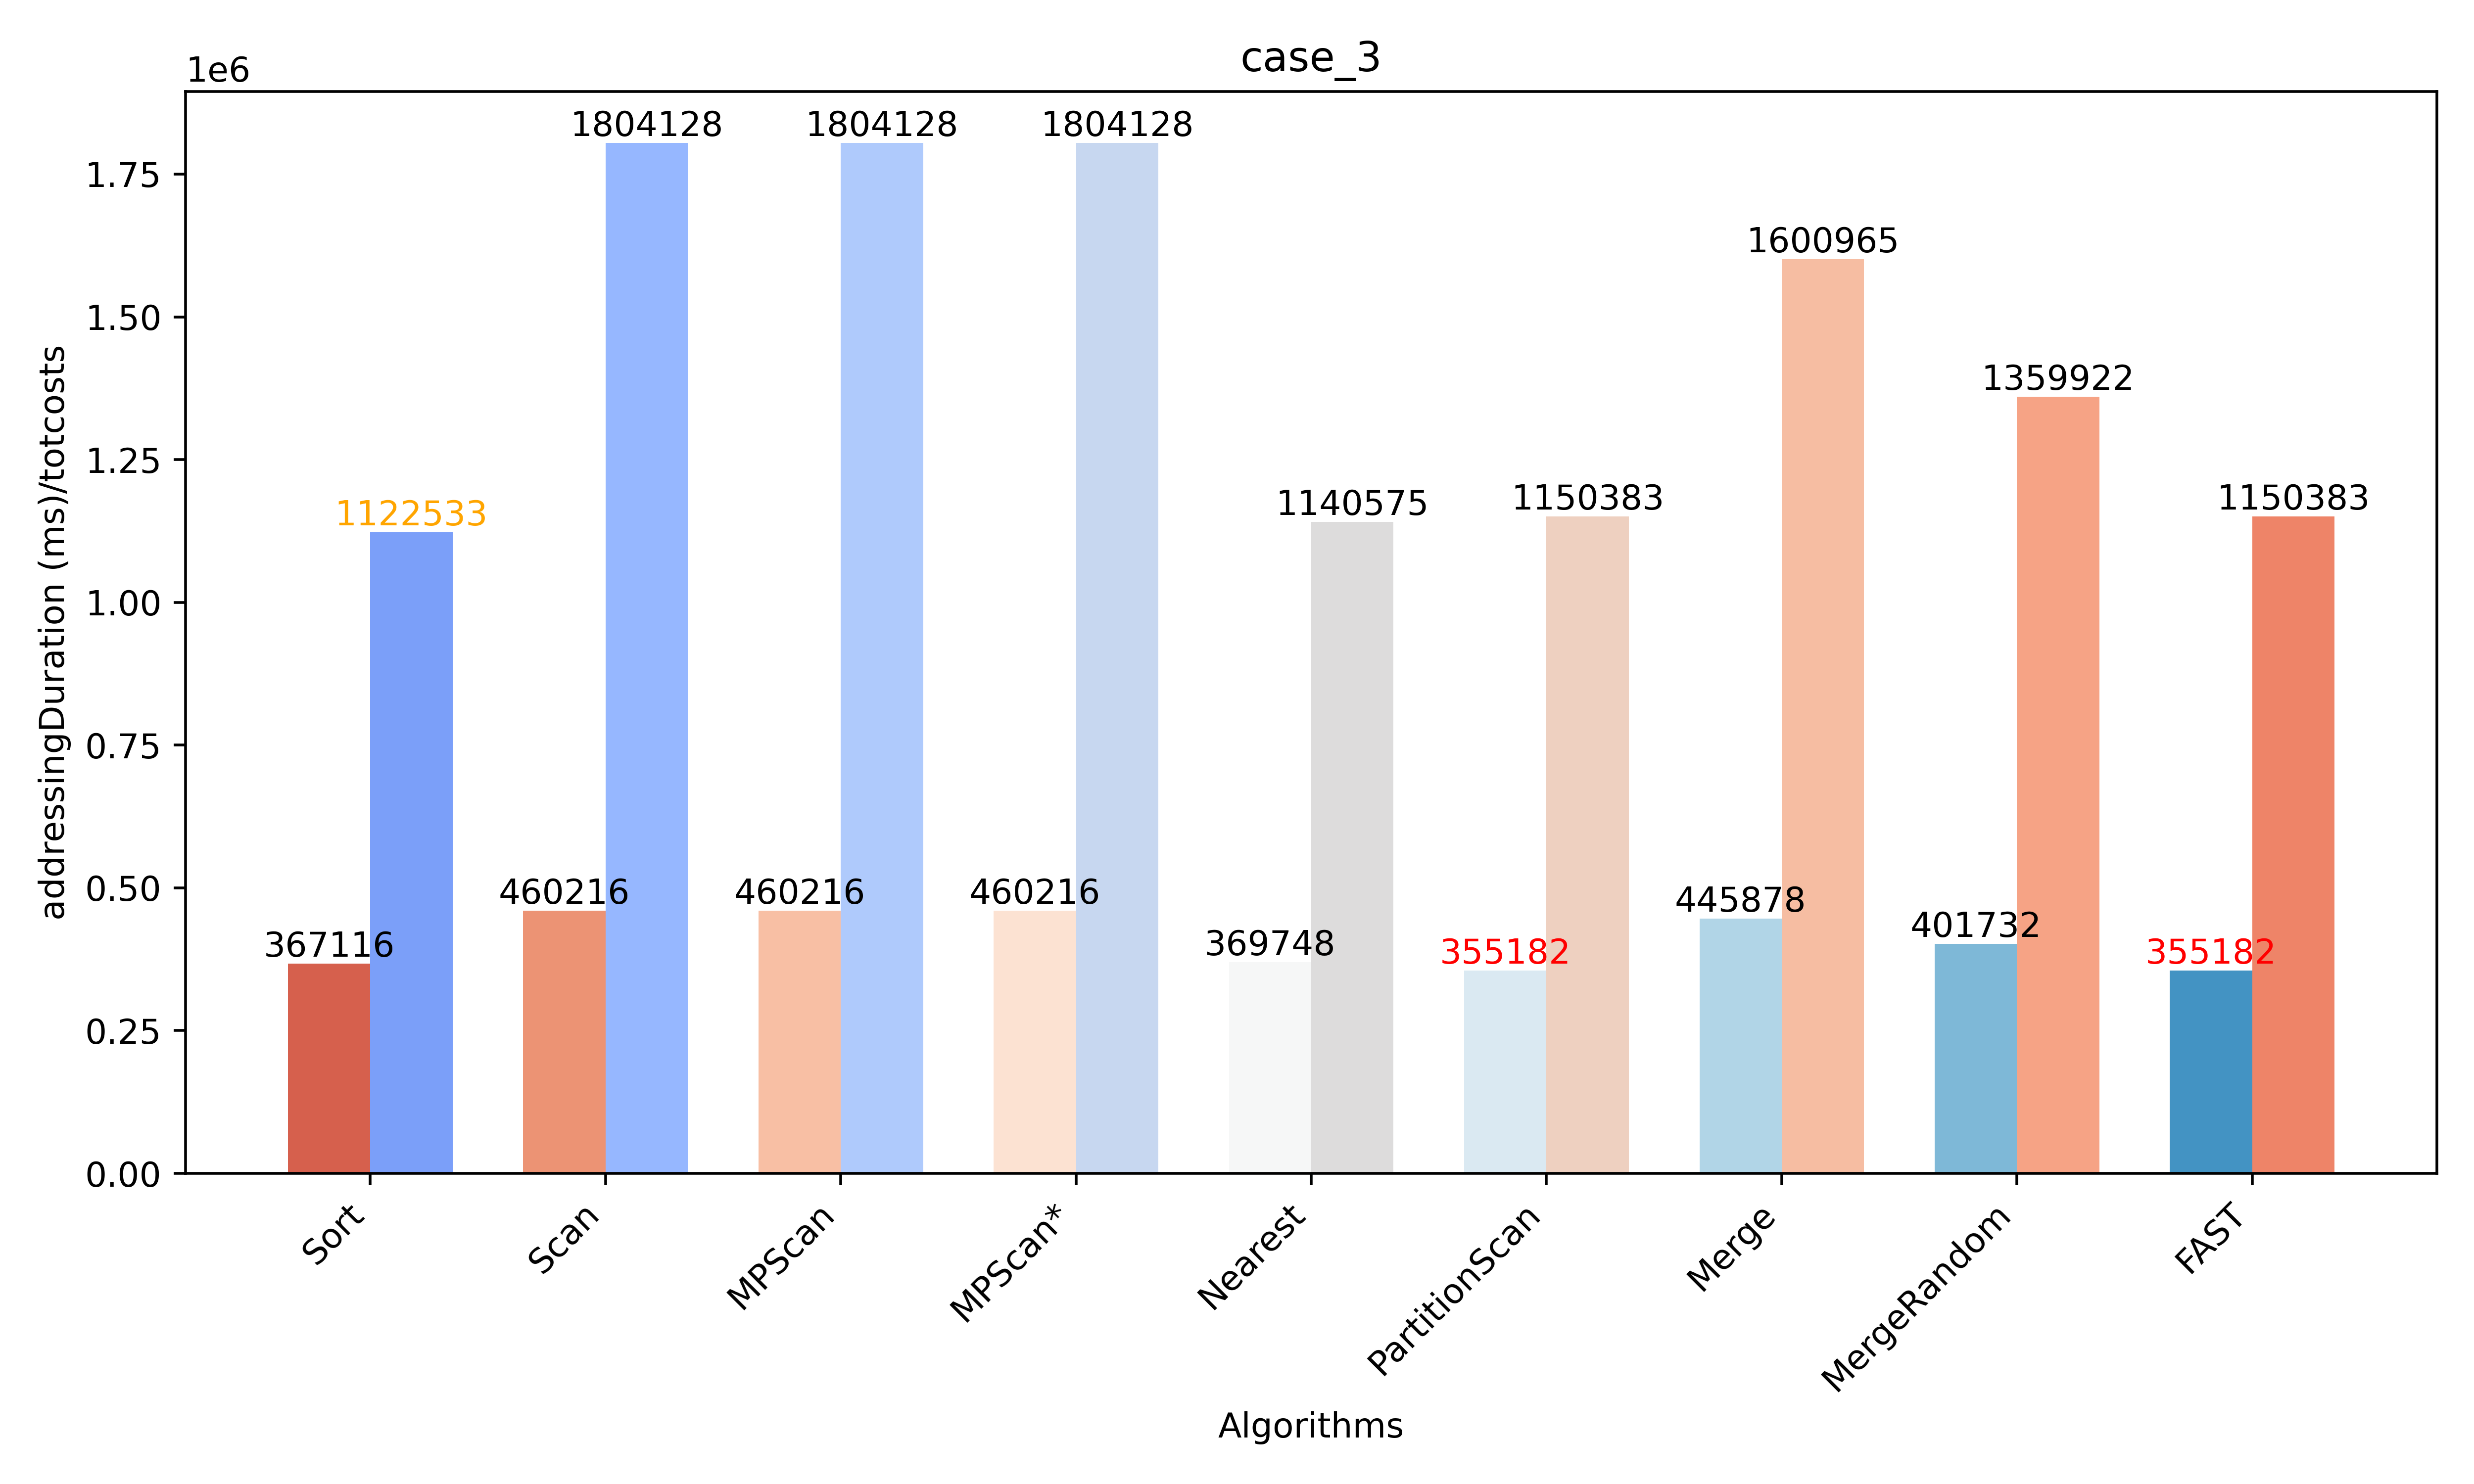 case_3
1e6
1804128
1804128
1804128
1.75
1600965
1.50
1359922
1.25
1122533
1140575
1150383
1150383
1.00
addressingDuration (ms)/totcosts
0.75
0.50
460216
460216
460216
445878
401732
367116
369748
355182
355182
0.25
0.00
Sort
Scan
MPScan
MPScan*
Nearest
PartitionScan
Merge
MergeRandom
FAST
Algorithms